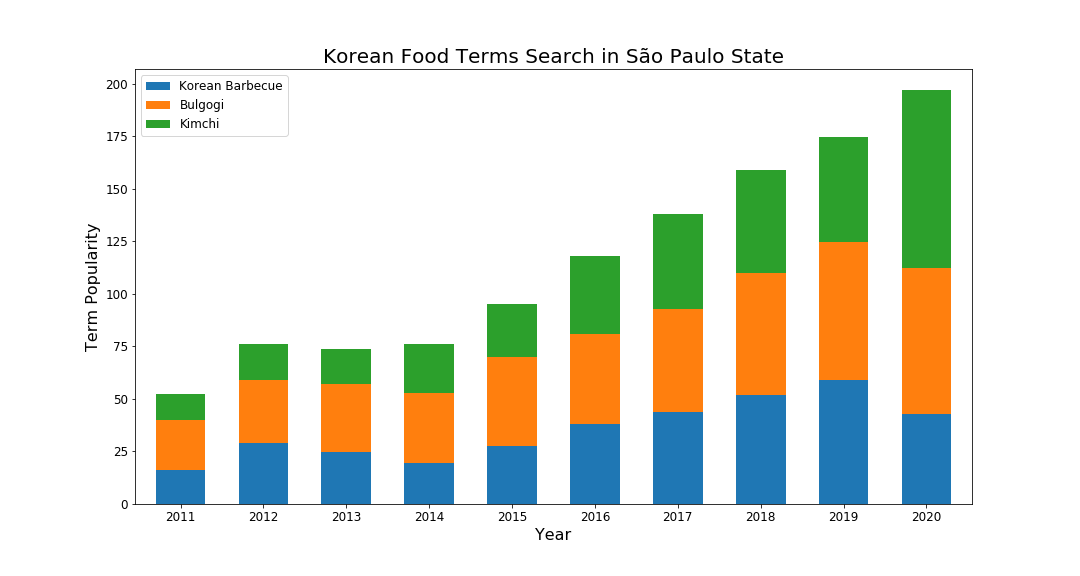 Korean Food Terms Search in São Paulo State
Korean Barbecue
Bulgogi
Kimchi
Term Popularity
200
175
150
125
100
75
50
25
0
2011 2012 2013 2014 2015 2016 2017 2018 2019 2020
Year